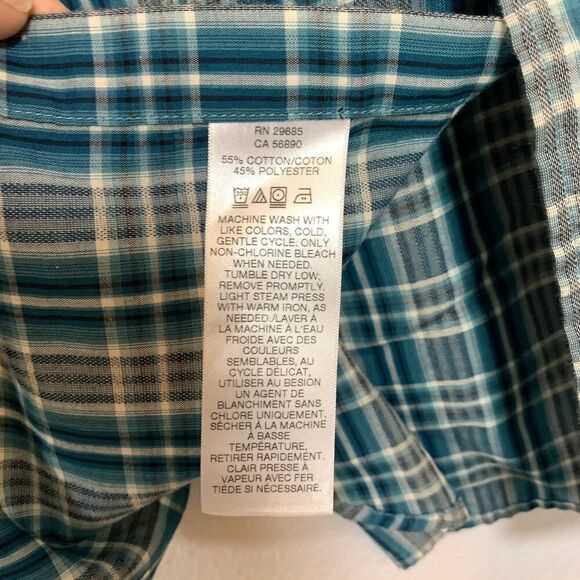 RN 29685
CA 56890
55% COTTON/COTON
45% POLYESTER
MACHINE WASH WITH
LIKE COLORS, COLD,
GENTLE CYCLE. ONLY
NON-CHLORINE BLEACH
WHEN NEEDED.
TUMBLE DRY LOW;
REMOVE PROMPTLY.
LIGHT STEAM PRESS
WITH WARM IRON, AS
NEEDED./LAVER À
LA MACHINE À L'EAU
FROIDE AVEC DES
COULEURS
SEMBLABLES, AU
CYCLE DÉLICAT,
UTILISER AU BESIN
UN AGENT DE
BLANCHIMENT SANS
CHLORE UNIQUEMENT.
SÉCHER À LA MACHINE
À BASSE
TEMPÉRATURE,
RETIRER RAPIDEMENT.
CLAIR PRESSE À
VAPEUR AVEC FER
TIÈDE SI NÉCESSAIRE.